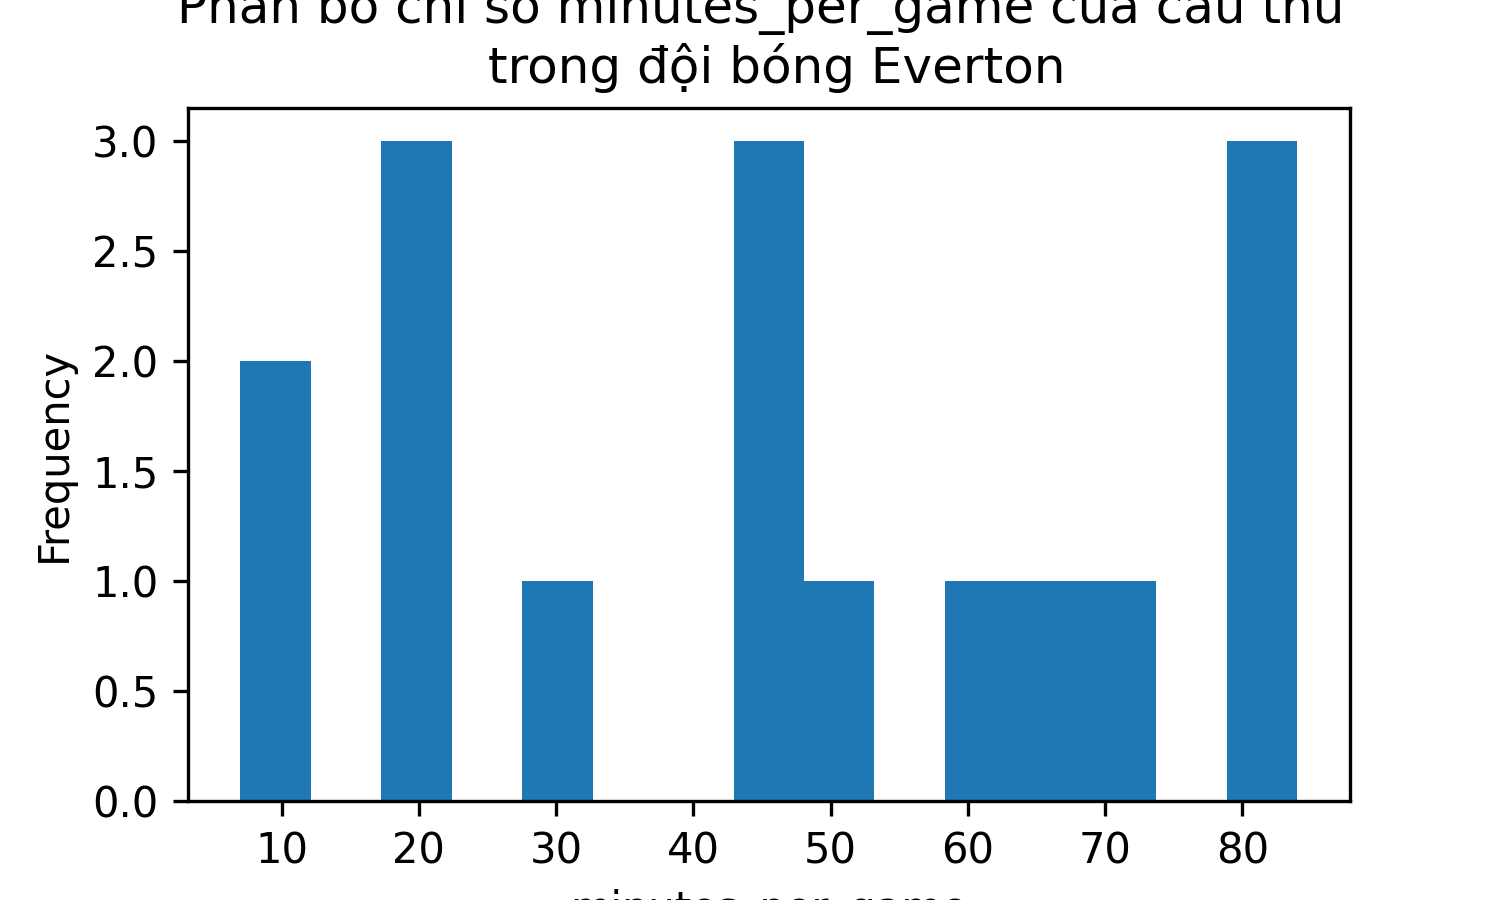 Phân bố chỉ số minutes_per_game của cầu thủ
trong đội bóng Everton
3.0
2.5
2.0
1.5
1.0
0.5
0.0
Frequency
10 20 30 40 50 60 70 80
minutes_per_game